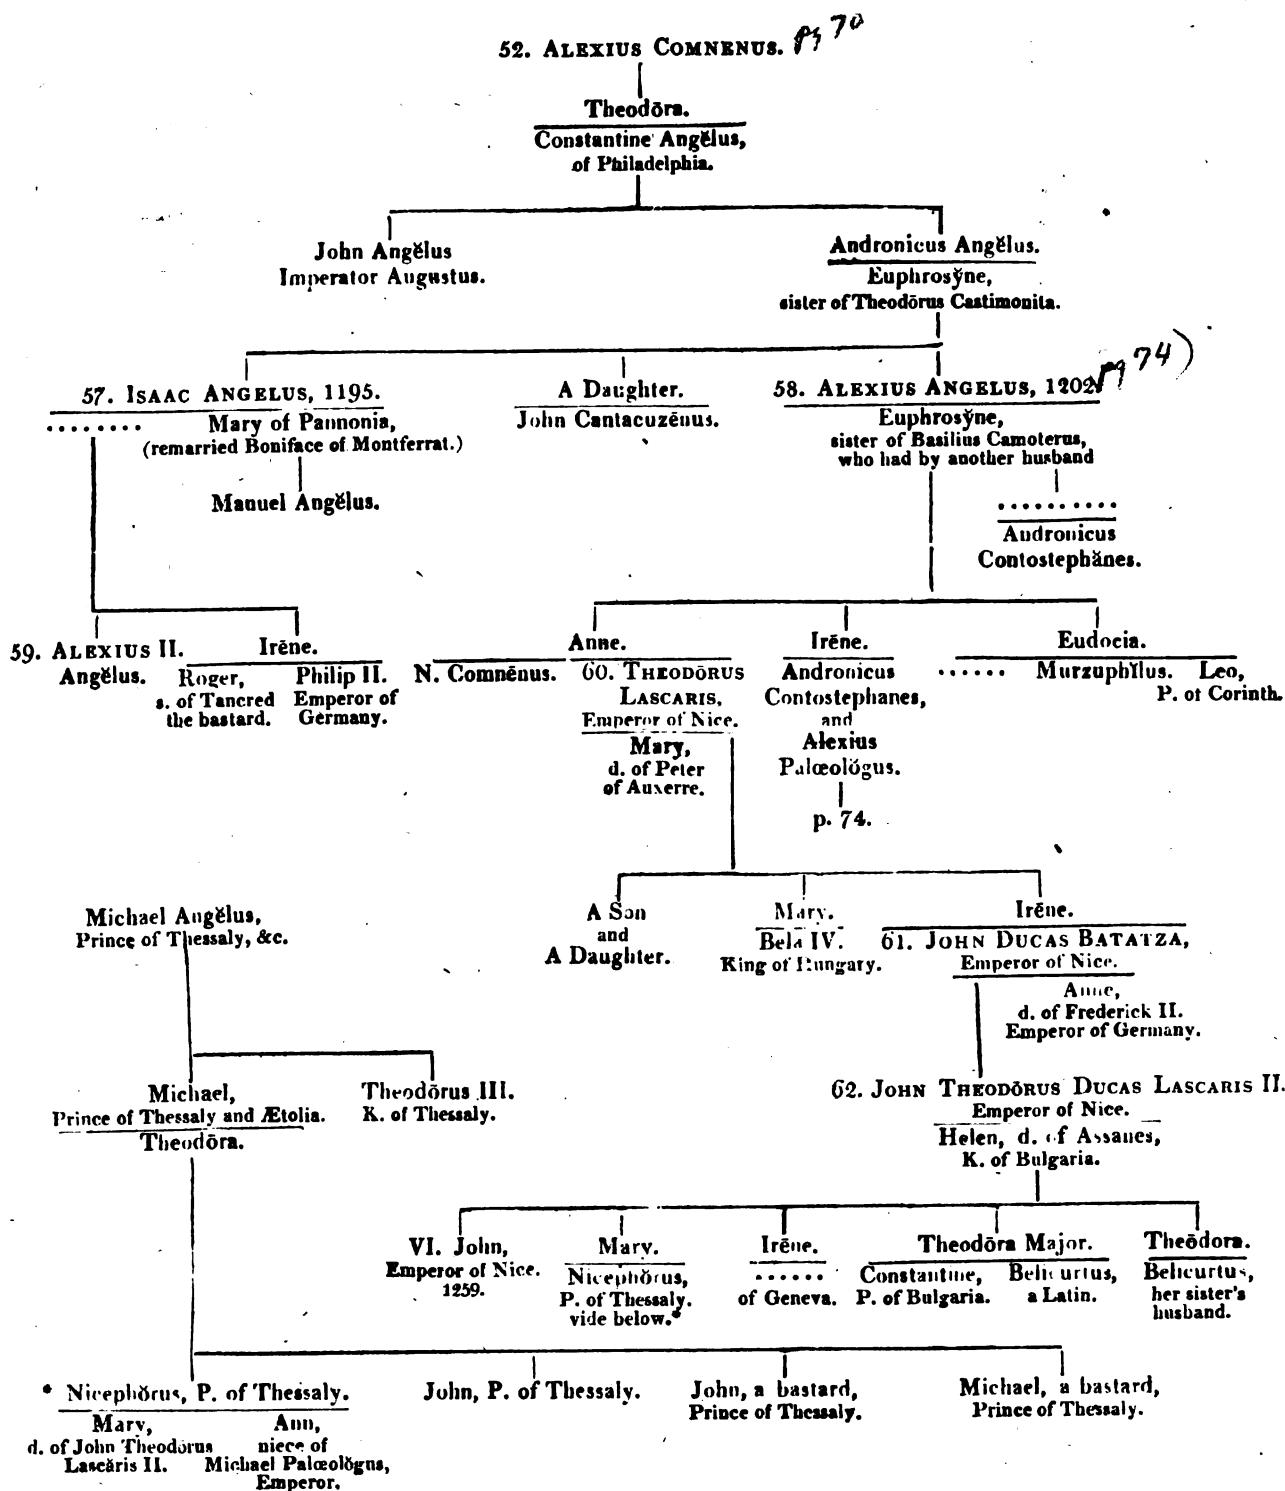 52. ALEXIUS COMNENUS. pg 70
Theodōra.
Constantine Angĕlus,
of Philadelphia.
John Angĕlus
Imperator Augustus.
Andronicus Angĕlus.
Euphrosy̆ne,
sister of Theodōrus Castimonita.
57. ISAAC ANGELUS, 1195.
........
Mary of Pannonia,
(remarried Boniface of Montferrat.)
Manuel Angĕlus.
A Daughter.
John Cantacuzēnus.
58. ALEXIUS ANGELUS, 1202 pg 74)
Euphrosy̆ne,
sister of Basilius Camoterus,
who had by another husband
..........
Andronicus
Contostephănes.
59. ALEXIUS II.
Angĕlus.
Irēne.
Roger,
s. of Tancred
the bastard.
Philip II.
Emperor of
Germany.
Anne.
N. Comnēnus.
60. THEODŌRUS
LASCARIS,
Emperor of Nice.
Mary,
d. of Peter
of Auxerre.
Irēne.
Andronicus
Contostephanes,
and
Alexius
Palœolŏgus.
p. 74.
Eudocia.
...... Murzuphĭlus. Leo,
P. of Corinth.
A Son
and
A Daughter.
Mary.
Bela IV.
King of Hungary.
Irēne.
61. JOHN DUCAS BATATZA,
Emperor of Nice.
Anne,
d. of Frederick II.
Emperor of Germany.
Michael Angĕlus,
Prince of Thessaly, &c.
Michael,
Prince of Thessaly and Ætolia.
Theodōra.
Theodōrus III.
K. of Thessaly.
62. JOHN THEODŌRUS DUCAS LASCARIS II.
Emperor of Nice.
Helen, d. of Assanes,
K. of Bulgaria.
VI. John,
Emperor of Nice.
1259.
Mary.
Nicephŏrus,
P. of Thessaly.
vide below.*
Irēne.
......
of Geneva.
Theodōra Major.
Constantine,
P. of Bulgaria.
Belicurtus,
a Latin.
Theōdora.
Belicurtus,
her sister's
husband.
* Nicephŏrus, P. of Thessaly.
Mary,
d. of John Theodōrus
Lascăris II.
Ann,
niece of
Michael Palœolŏgus,
Emperor.
John, P. of Thessaly.
John, a bastard,
Prince of Thessaly.
Michael, a bastard,
Prince of Thessaly.